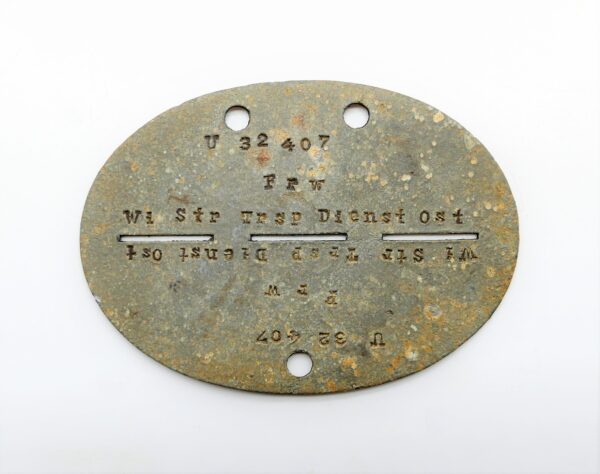 U 32 407
Frw
Wi Str Trsp Dienst Ost
Wi Str Trsp Dienst Ost
Frw
U 32 407